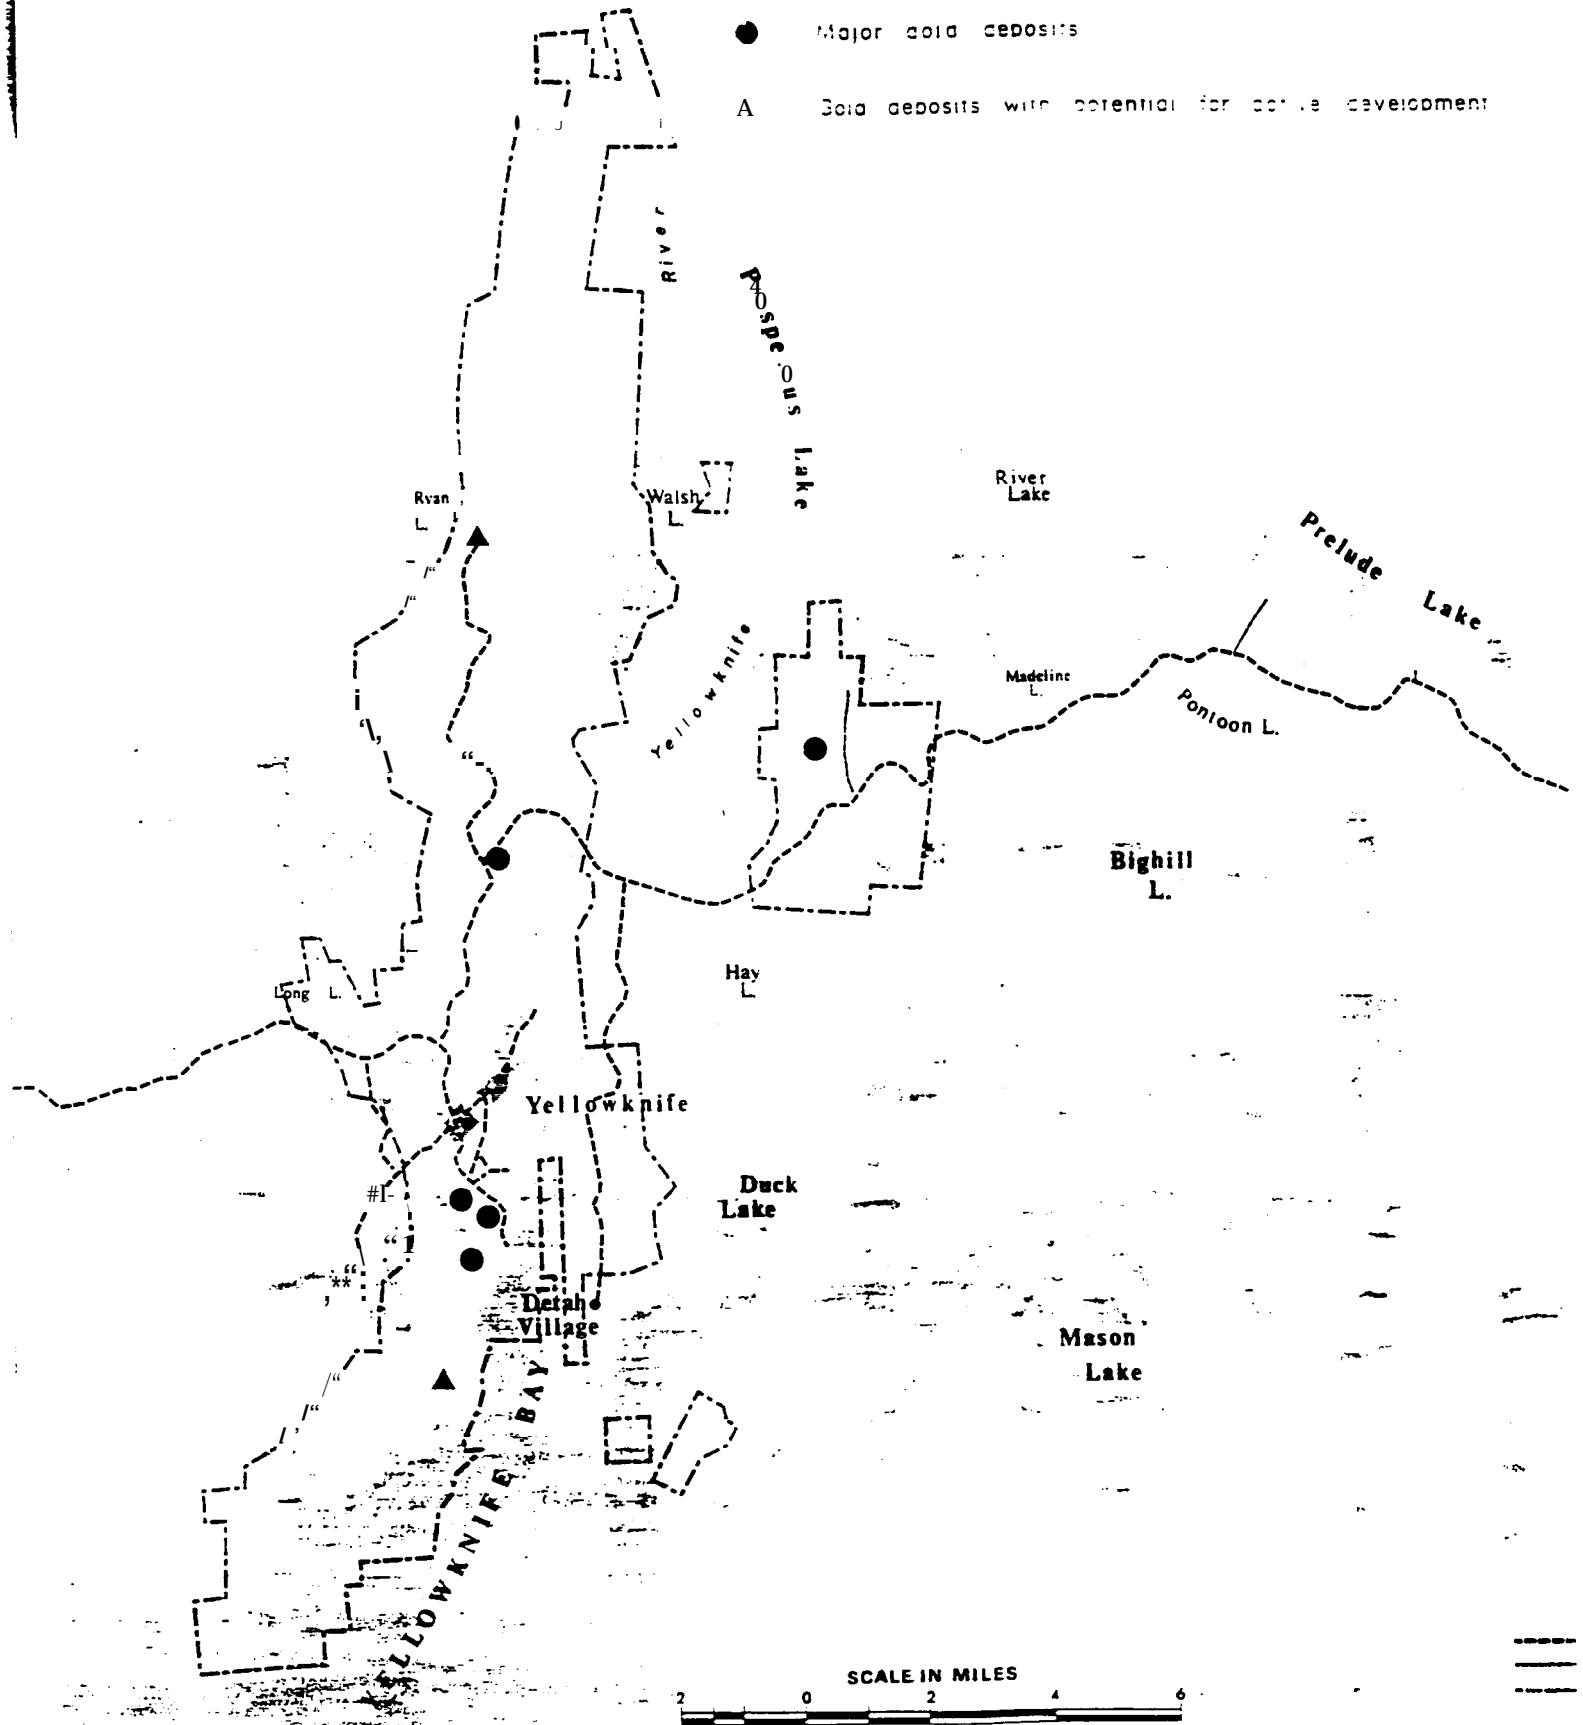 Major gold deposits
A Gold deposits with potential for active development
River
Lake
Ryan
L.
Walsh
L.
River
Lake
Prelude Lake
Yellowknife
Madeline
L.
Pontoon L.
Bighill
L.
Hay
L.
Long L.
Yellowknife
Duck
Lake
#I-
Detah
Village
Mason
Lake
YELLOWKNIFE BAY
SCALE IN MILES
2 0 2 4 6